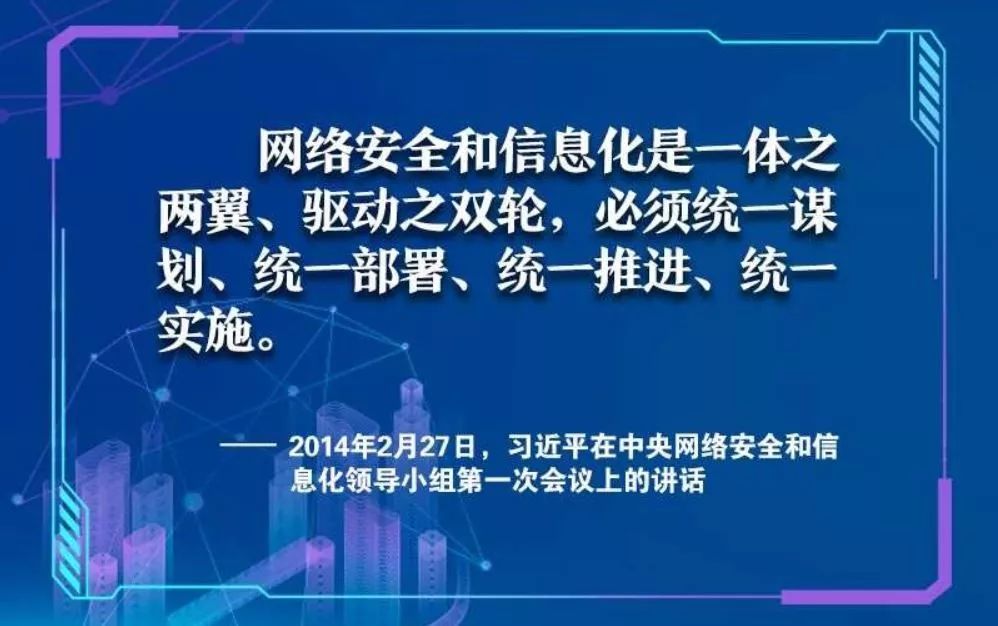 网络安全和信息化是一体之
两翼、驱动之双轮，必须统一谋
划、统一部署、统一推进、统一
实施。
—— 2014年2月27日，习近平在中央网络安全和信
息化领导小组第一次会议上的讲话